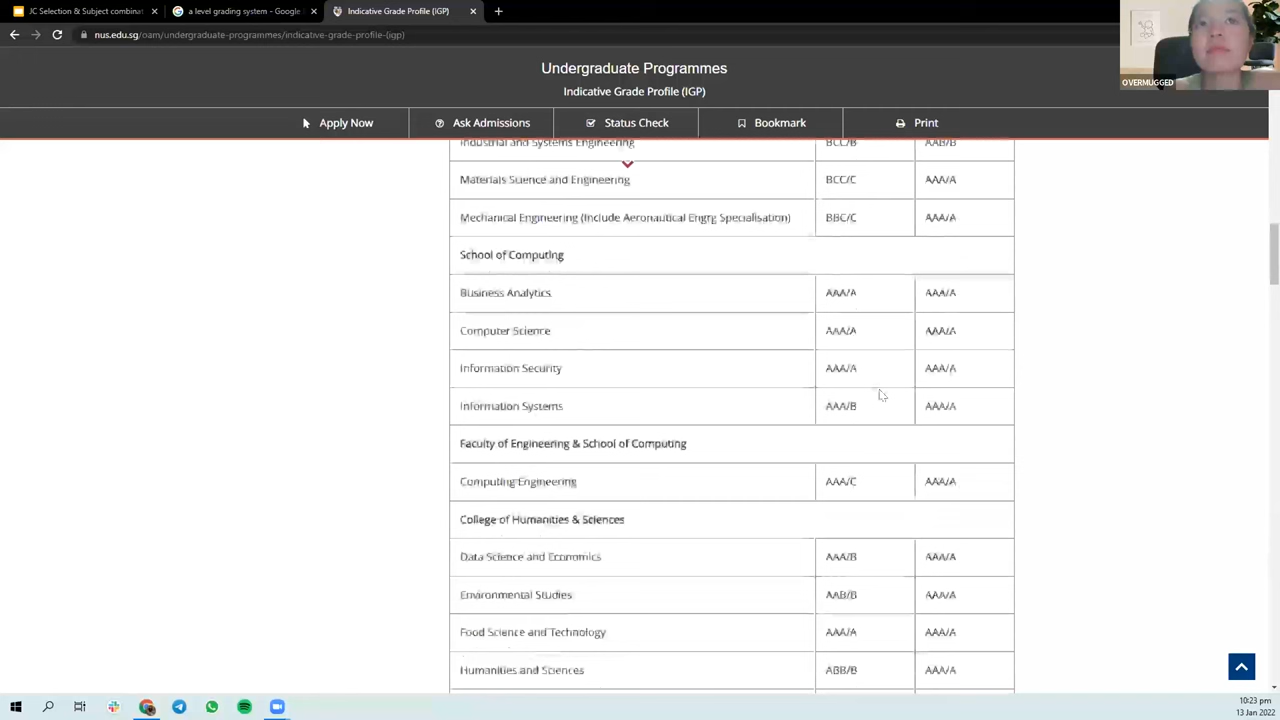 JC Selection & Subject combinat
a level grading system - Google
Indicative Grade Profile (IGP)
nus.edu.sg/oam/undergraduate-programmes/indicative-grade-profile-(igp)
OVERMUGGED
Undergraduate Programmes
Indicative Grade Profile (IGP)
Apply Now
Ask Admissions
Status Check
Bookmark
Print
Industrial and Systems Engineering BCC/B AAB/B
Materials Science and Engineering BCC/C AAA/A
Mechanical Engineering (Include Aeronautical Engrg Specialisation) BBC/C AAA/A
School of Computing
Business Analytics AAA/A AAA/A
Computer Science AAA/A AAA/A
Information Security AAA/A AAA/A
Information Systems AAA/B AAA/A
Faculty of Engineering & School of Computing
Computing Engineering AAA/C AAA/A
College of Humanities & Sciences
Data Science and Economics AAA/B AAA/A
Environmental Studies AAB/B AAA/A
Food Science and Technology AAA/A AAA/A
Humanities and Sciences ABB/B AAA/A
10:23 pm
13 Jan 2022